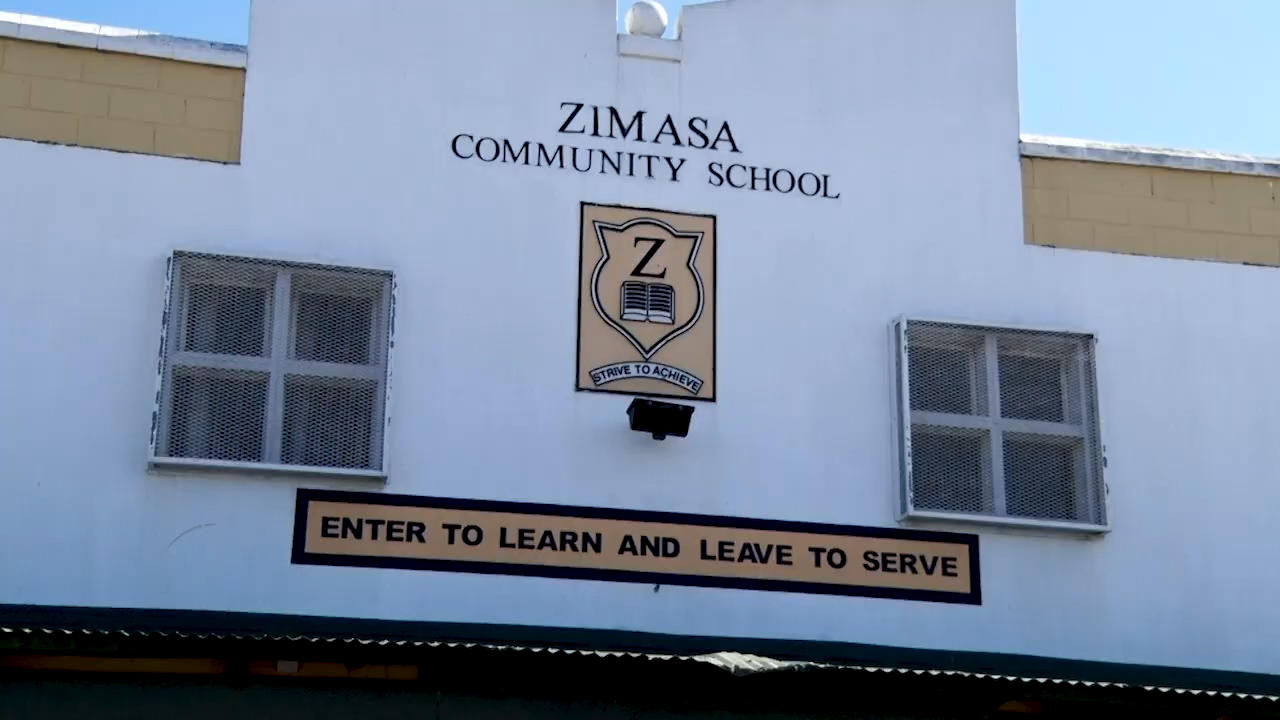 ZIMASA
COMMUNITY SCHOOL
Z
STRIVE TO ACHIEVE
ENTER TO LEARN AND LEAVE TO SERVE